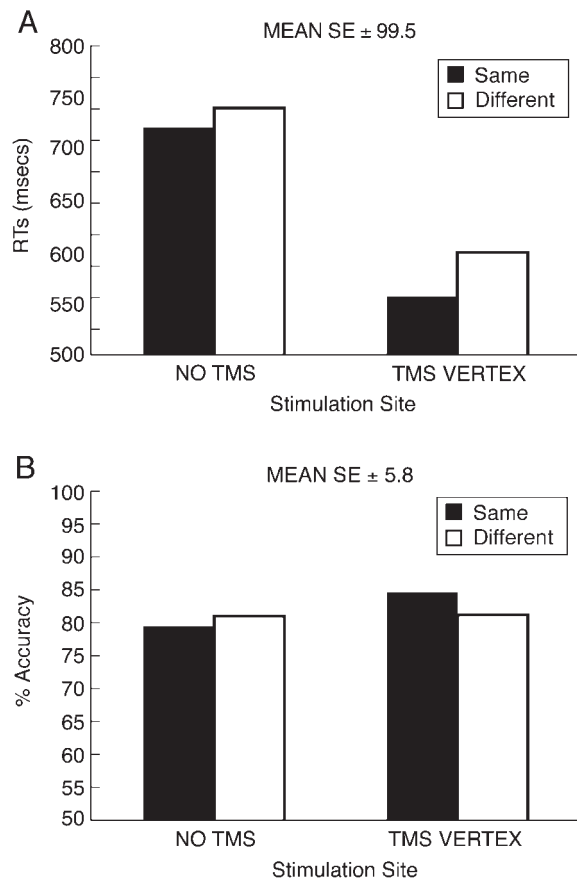 A
MEAN SE ± 99.5
800
750
700
650
600
550
500
RTs (msecs)
Same
Different
NO TMS
TMS VERTEX
Stimulation Site
B
MEAN SE ± 5.8
100
95
90
85
80
75
70
65
60
55
50
% Accuracy
Same
Different
NO TMS
TMS VERTEX
Stimulation Site